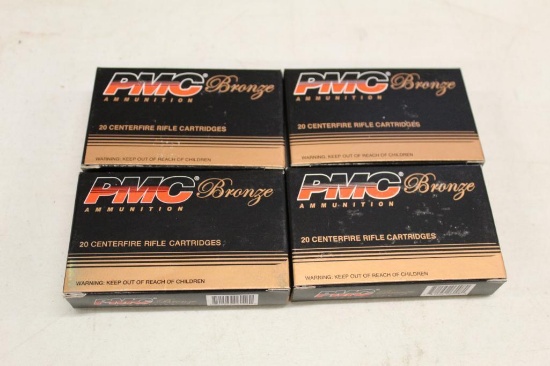 PMC® Bronze
AMMUNITION
20 CENTERFIRE RIFLE CARTRIDGES
WARNING: KEEP OUT OF REACH OF CHILDREN
PMC® Bronze
AMMUNITION
20 CENTERFIRE RIFLE CARTRIDGES
WARNING: KEEP OUT OF REACH OF CHILDREN
PMC® Bronze
AMMUNITION
20 CENTERFIRE RIFLE CARTRIDGES
WARNING: KEEP OUT OF REACH OF CHILDREN
PMC
PMC® Bronze
AMMUNITION
20 CENTERFIRE RIFLE CARTRIDGES
WARNING: KEEP OUT OF REACH OF CHILDREN
PMC